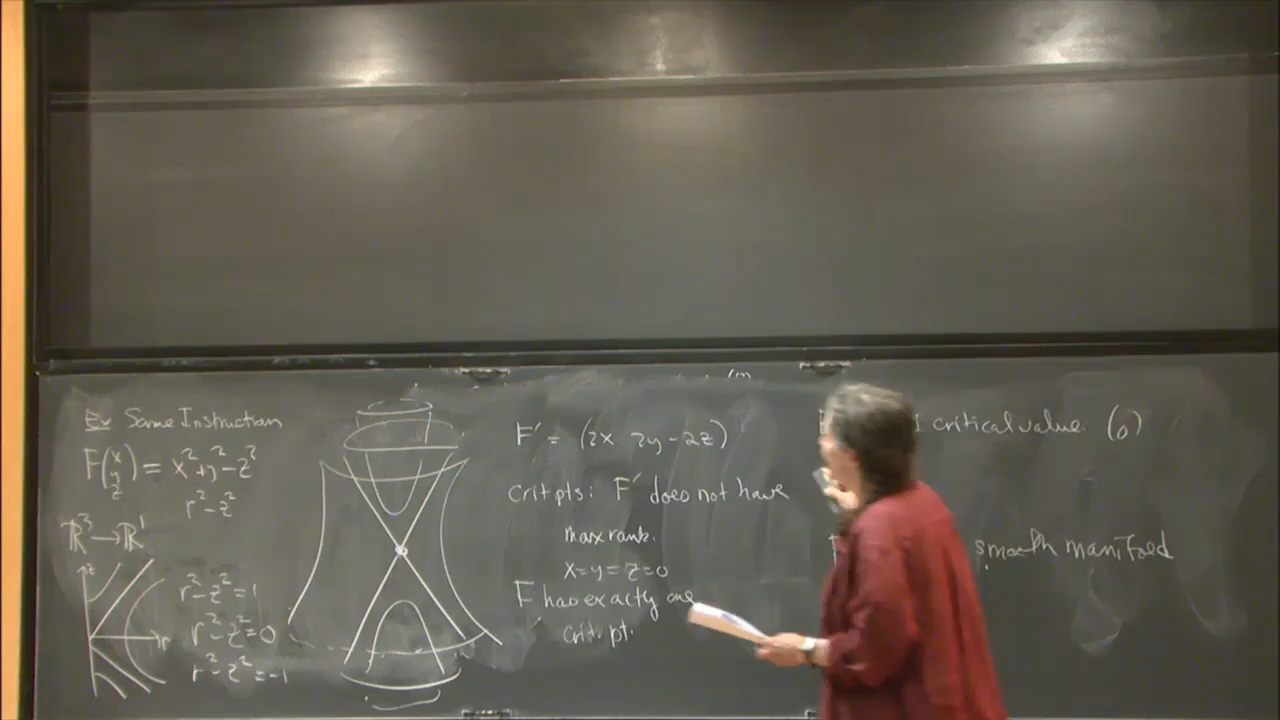 Ex Same Instruction
F(x y z) = x² + y² - z²
r² - z²
ℝ³ → ℝ¹
z
r
r² - z² = 1
r² - z² = 0
r² - z² = -1
F' = (2x 2y -2z)
crit pts: F' does not have
max rank.
x = y = z = 0
F has exacty one
crit. pt.
1 critical value: (0)
smooth manifold